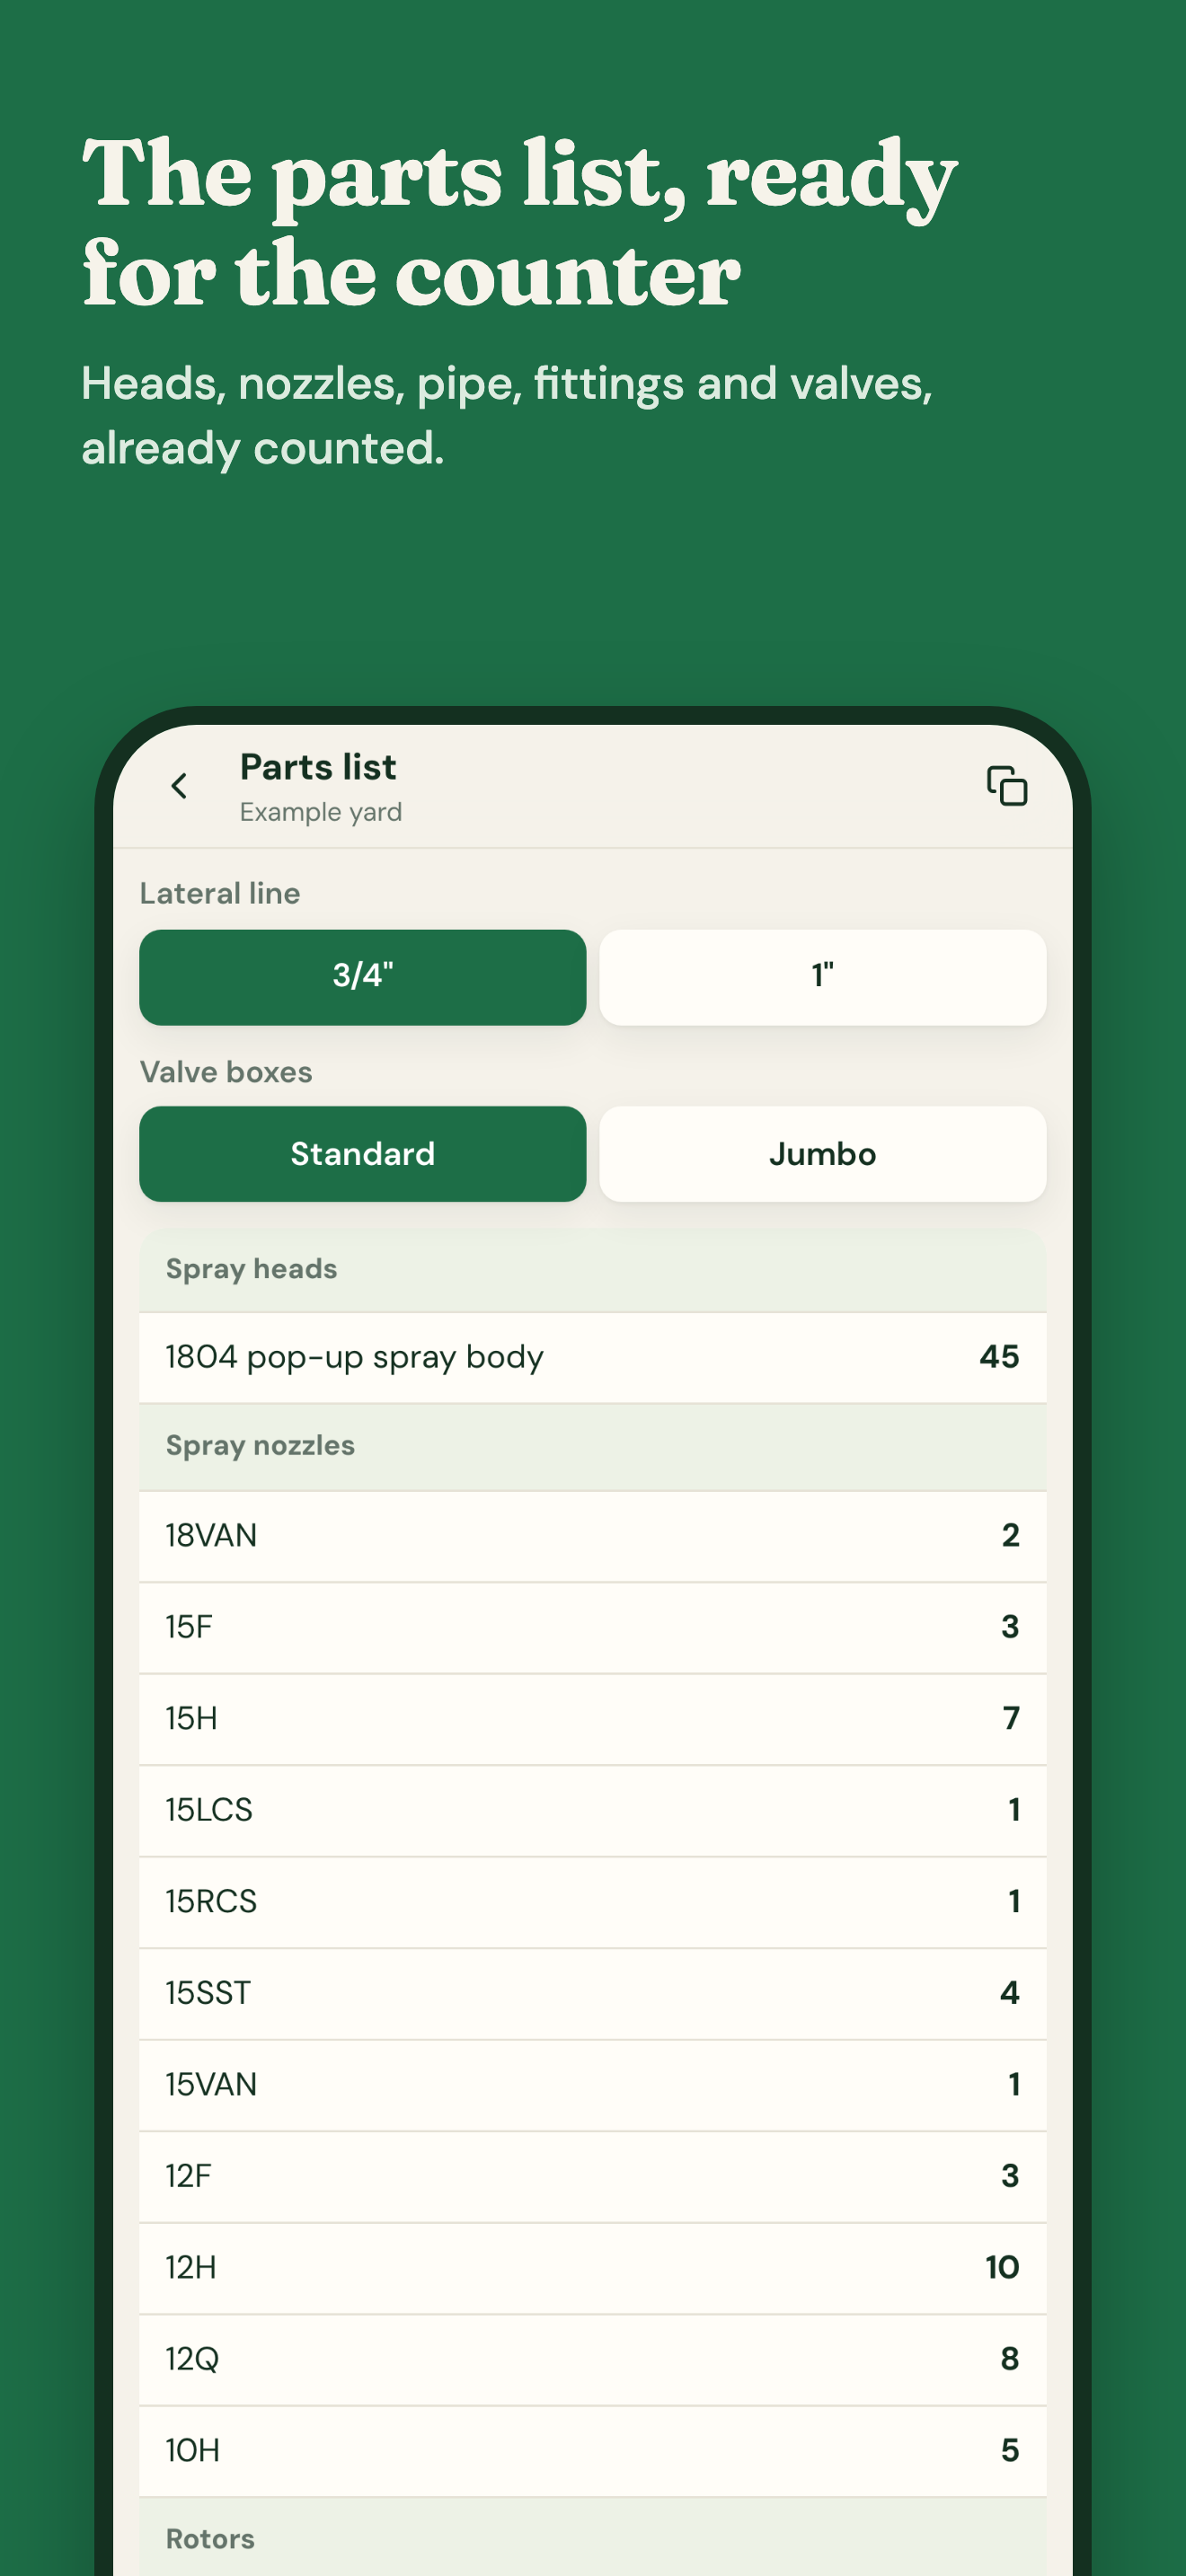 The parts list, ready
for the counter
Heads, nozzles, pipe, fittings and valves,
already counted.
Parts list
Example yard
Lateral line
3/4" 1"
Valve boxes
Standard Jumbo
Spray heads
1804 pop-up spray body 45
Spray nozzles
18VAN 2
15F 3
15H 7
15LCS 1
15RCS 1
15SST 4
15VAN 1
12F 3
12H 10
12Q 8
10H 5
Rotors